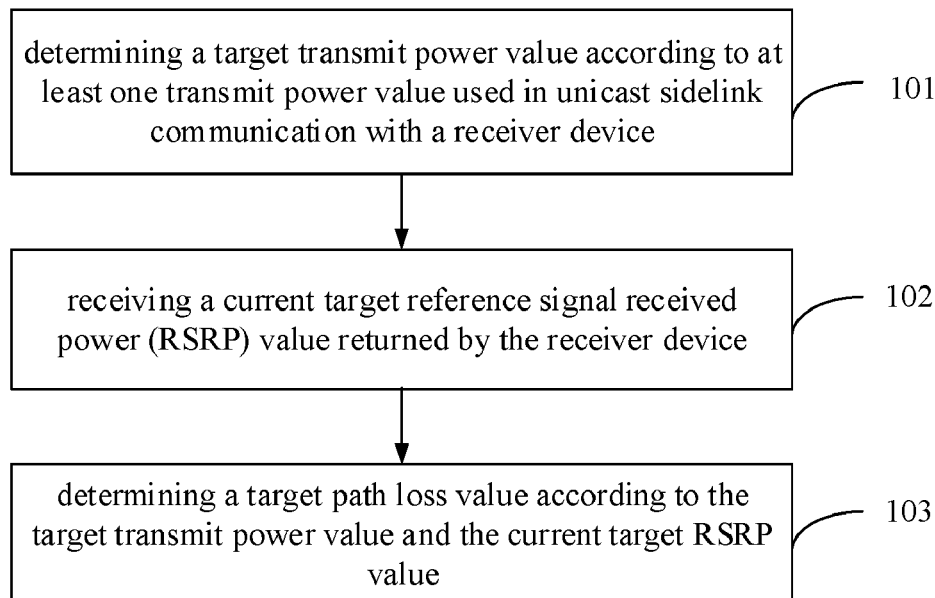 determining a target transmit power value according to at
least one transmit power value used in unicast sidelink
communication with a receiver device
101
receiving a current target reference signal received
power (RSRP) value returned by the receiver device
102
determining a target path loss value according to the
target transmit power value and the current target RSRP
value
103